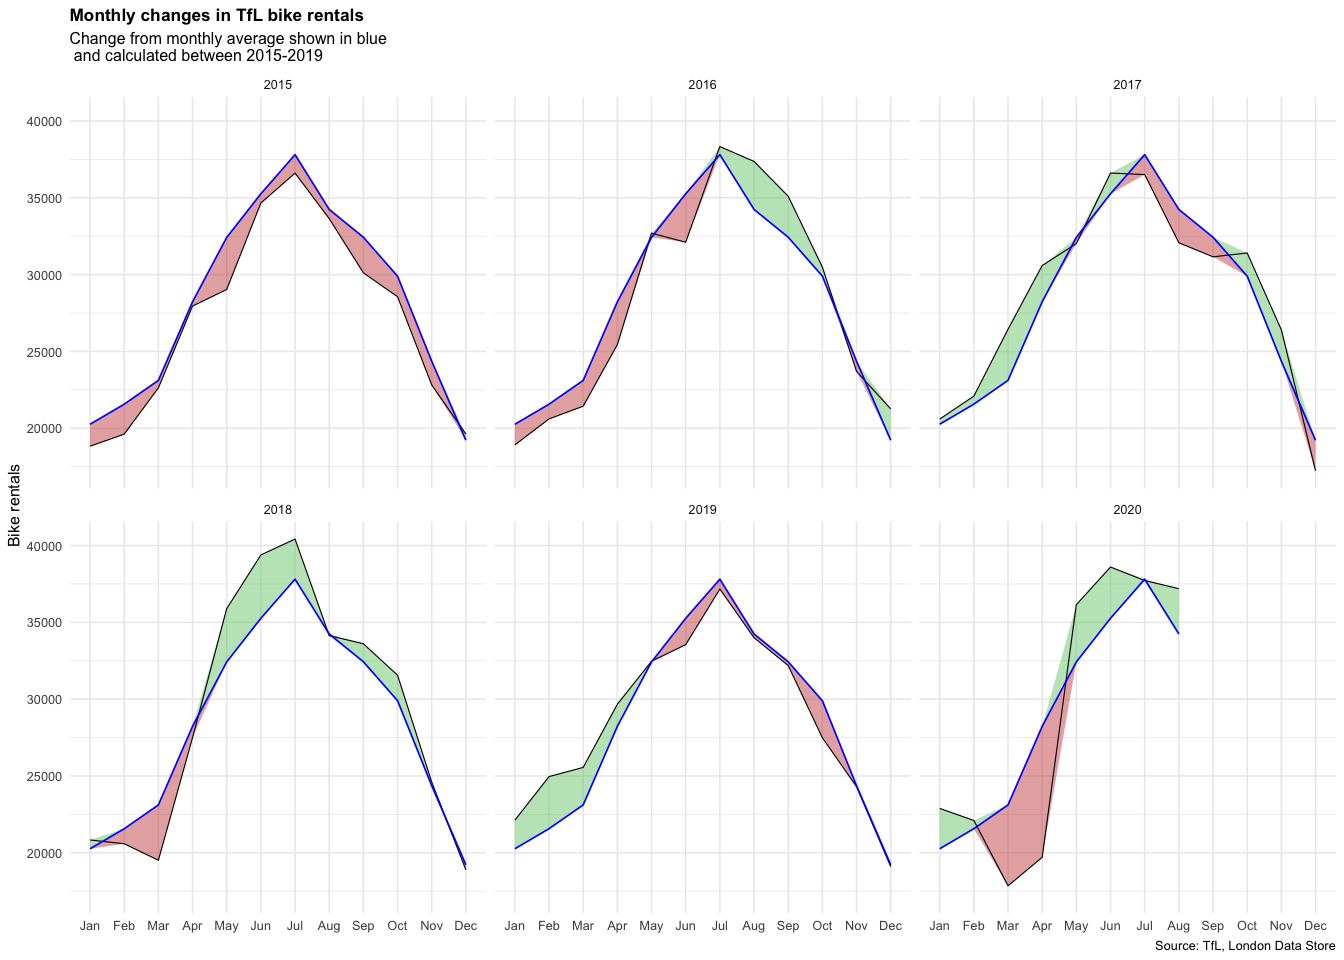 Monthly changes in TfL bike rentals
Change from monthly average shown in blue
and calculated between 2015-2019
2015
2016
2017
40000
35000
30000
25000
20000
Bike rentals
2018
2019
2020
40000
35000
30000
25000
20000
Jan Feb Mar Apr May Jun Jul Aug Sep Oct Nov Dec
Jan Feb Mar Apr May Jun Jul Aug Sep Oct Nov Dec
Jan Feb Mar Apr May Jun Jul Aug Sep Oct Nov Dec
Source: TfL, London Data Store